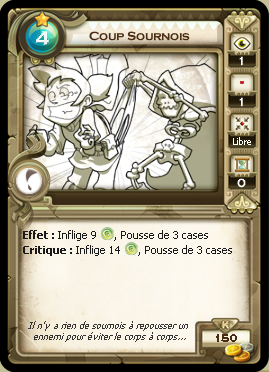 4
Coup Sournois
1
1
Libre
0
Effet : Inflige 9 , Pousse de 3 cases
Critique : Inflige 14 , Pousse de 3 cases
Il n'y a rien de sournois à repousser un
ennemi pour éviter le corps à corps...
K
150